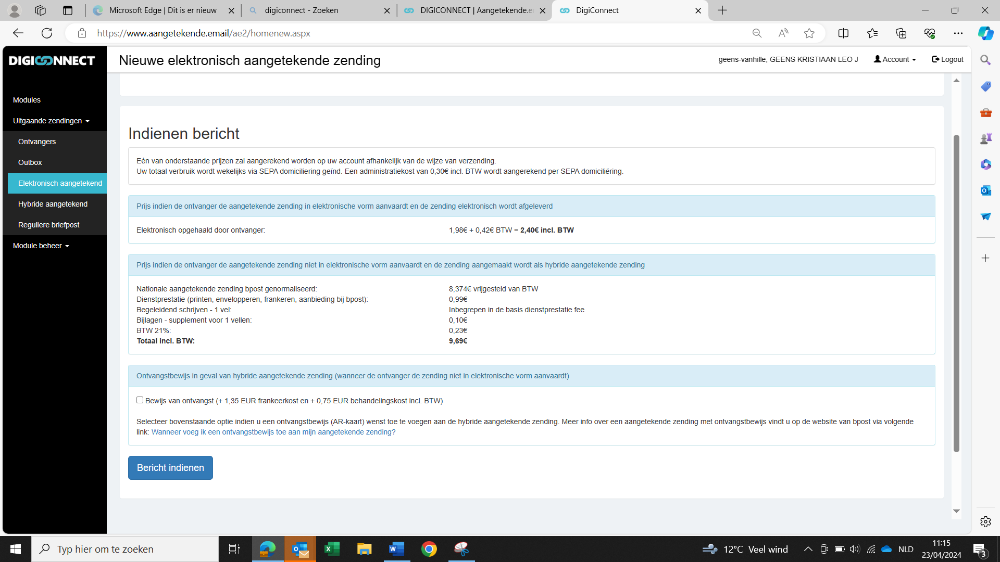 Microsoft Edge | Dit is er nieuw
digiconnect - Zoeken
DIGICONNECT | Aangetekende.e
DigiConnect
https://www.aangetekende.email/ae2/homenew.aspx
DIGICONNECT
Nieuwe elektronisch aangetekende zending
geens-vanhille, GEENS KRISTIAAN LEO J
Account
Logout
Modules
Uitgaande zendingen
Ontvangers
Outbox
Elektronisch aangetekend
Hybride aangetekend
Reguliere briefpost
Module beheer
Indienen bericht
Eén van onderstaande prijzen zal aangerekend worden op uw account afhankelijk van de wijze van verzending.
Uw totaal verbruik wordt wekelijks via SEPA domiciliering geïnd. Een administratiekost van 0,30€ incl. BTW wordt aangerekend per SEPA domiciliëring.
Prijs indien de ontvanger de aangetekende zending in elektronische vorm aanvaardt en de zending elektronisch wordt afgeleverd
Elektronisch opgehaald door ontvanger: 1,98€ + 0,42€ BTW = 2,40€ incl. BTW
Prijs indien de ontvanger de aangetekende zending niet in elektronische vorm aanvaardt en de zending aangemaakt wordt als hybride aangetekende zending
Nationale aangetekende zending bpost genormaliseerd: 8,374€ vrijgesteld van BTW
Dienstprestatie (printen, envelopperen, frankeren, aanbieding bij bpost): 0,99€
Begeleidend schrijven - 1 vel: Inbegrepen in de basis dienstprestatie fee
Bijlagen - supplement voor 1 vellen: 0,10€
BTW 21%: 0,23€
Totaal incl. BTW: 9,69€
Ontvangstbewijs in geval van hybride aangetekende zending (wanneer de ontvanger de zending niet in elektronische vorm aanvaardt)
Bewijs van ontvangst (+ 1,35 EUR frankeerkost en + 0,75 EUR behandelingskost incl. BTW)
Selecteer bovenstaande optie indien u een ontvangstbewijs (AR-kaart) wenst toe te voegen aan de hybride aangetekende zending. Meer info over een aangetekende zending met ontvangstbewijs vindt u op de website van bpost via volgende
link: Wanneer voeg ik een ontvangstbewijs toe aan mijn aangetekende zending?
Bericht indienen
Typ hier om te zoeken
12°C Veel wind
NLD
11:15
23/04/2024
3